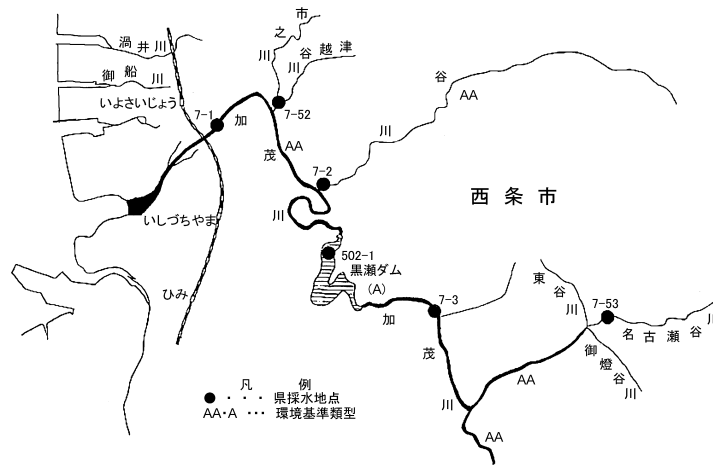 市之川
渦井川
御船川
谷越津川
谷川
AA
いよさいじょう
7-1
加茂川
AA
7-52
7-2
西条市
いしづちやま
502-1
黒瀬ダム
(A)
ひみ
7-3
加茂川
AA
AA
東谷川
7-53
名古瀬谷川
御燈谷川
凡例
●・・・県採水地点
AA・A ・・・環境基準類型